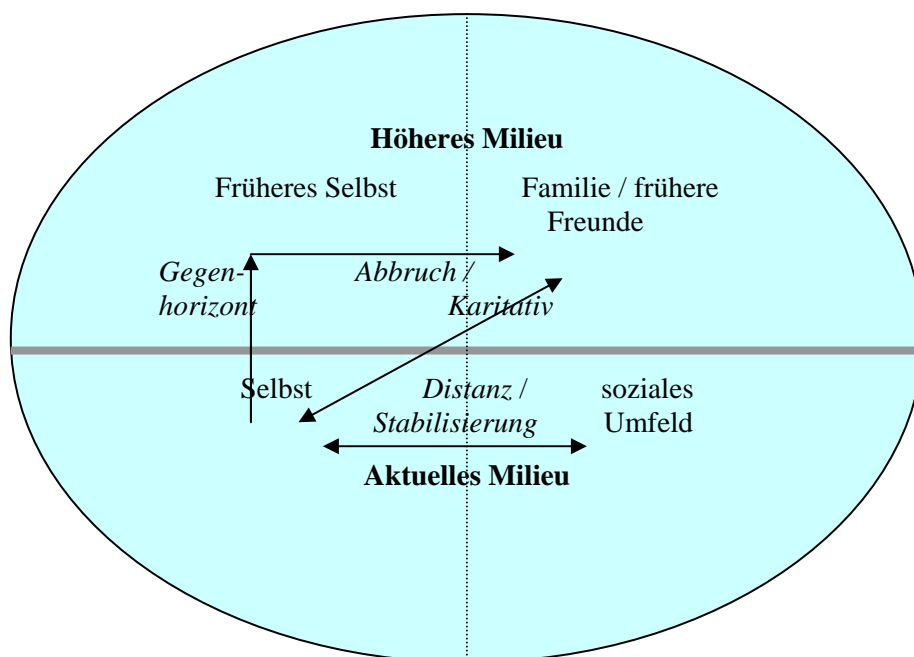 Höheres Milieu
Früheres Selbst
Familie / frühere
Freunde
Gegen-
horizont
Abbruch /
Karitativ
Selbst
Distanz /
Stabilisierung
soziales
Umfeld
Aktuelles Milieu